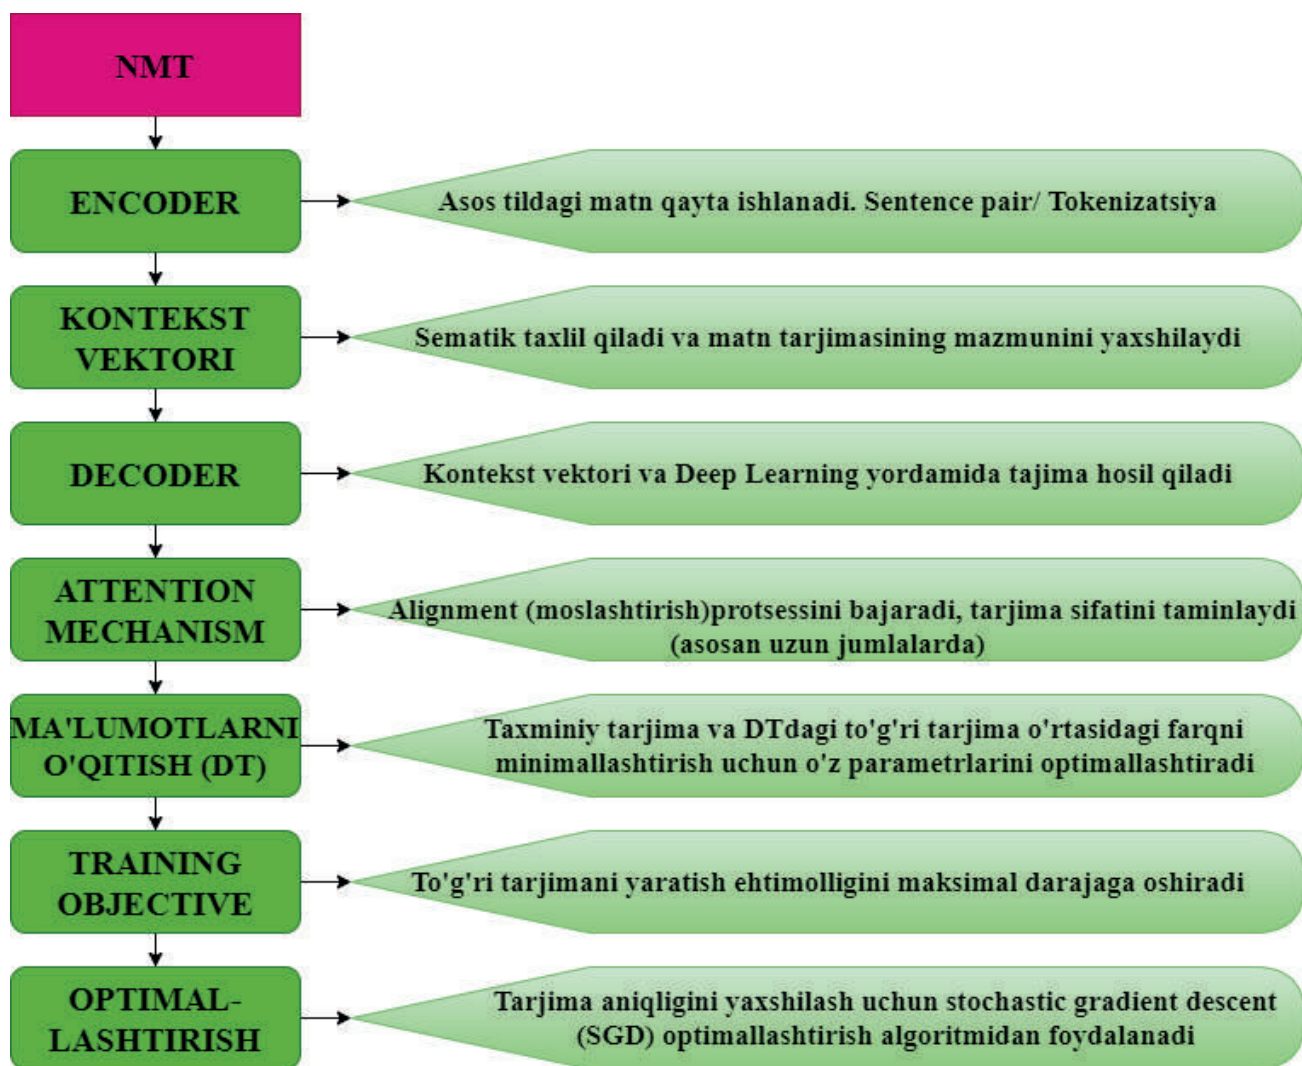 NMT
ENCODER
Asos tildagi matn qayta ishlanadi. Sentence pair/ Tokenizatsiya
KONTEKST
VEKTORI
Sematik taxlil qiladi va matn tarjimasining mazmunini yaxshilaydi
DECODER
Kontekst vektori va Deep Learning yordamida tajima hosil qiladi
ATTENTION
MECHANISM
Alignment (moslashtirish)protsessini bajaradi, tarjima sifatini taminlaydi
(asosan uzun jumlalarda)
MA'LUMOTLARNI
O'QITISH (DT)
Taxminiy tarjima va DTdagi to'g'ri tarjima o'rtasidagi farqni
minimallashtirish uchun o'z parametrlarini optimallashtiradi
TRAINING
OBJECTIVE
To'g'ri tarjimani yaratish ehtimolligini maksimal darajaga oshiradi
OPTIMAL-
LASHTIRISH
Tarjima aniqligini yaxshilash uchun stochastic gradient descent
(SGD) optimallashtirish algoritmidan foydalanadi